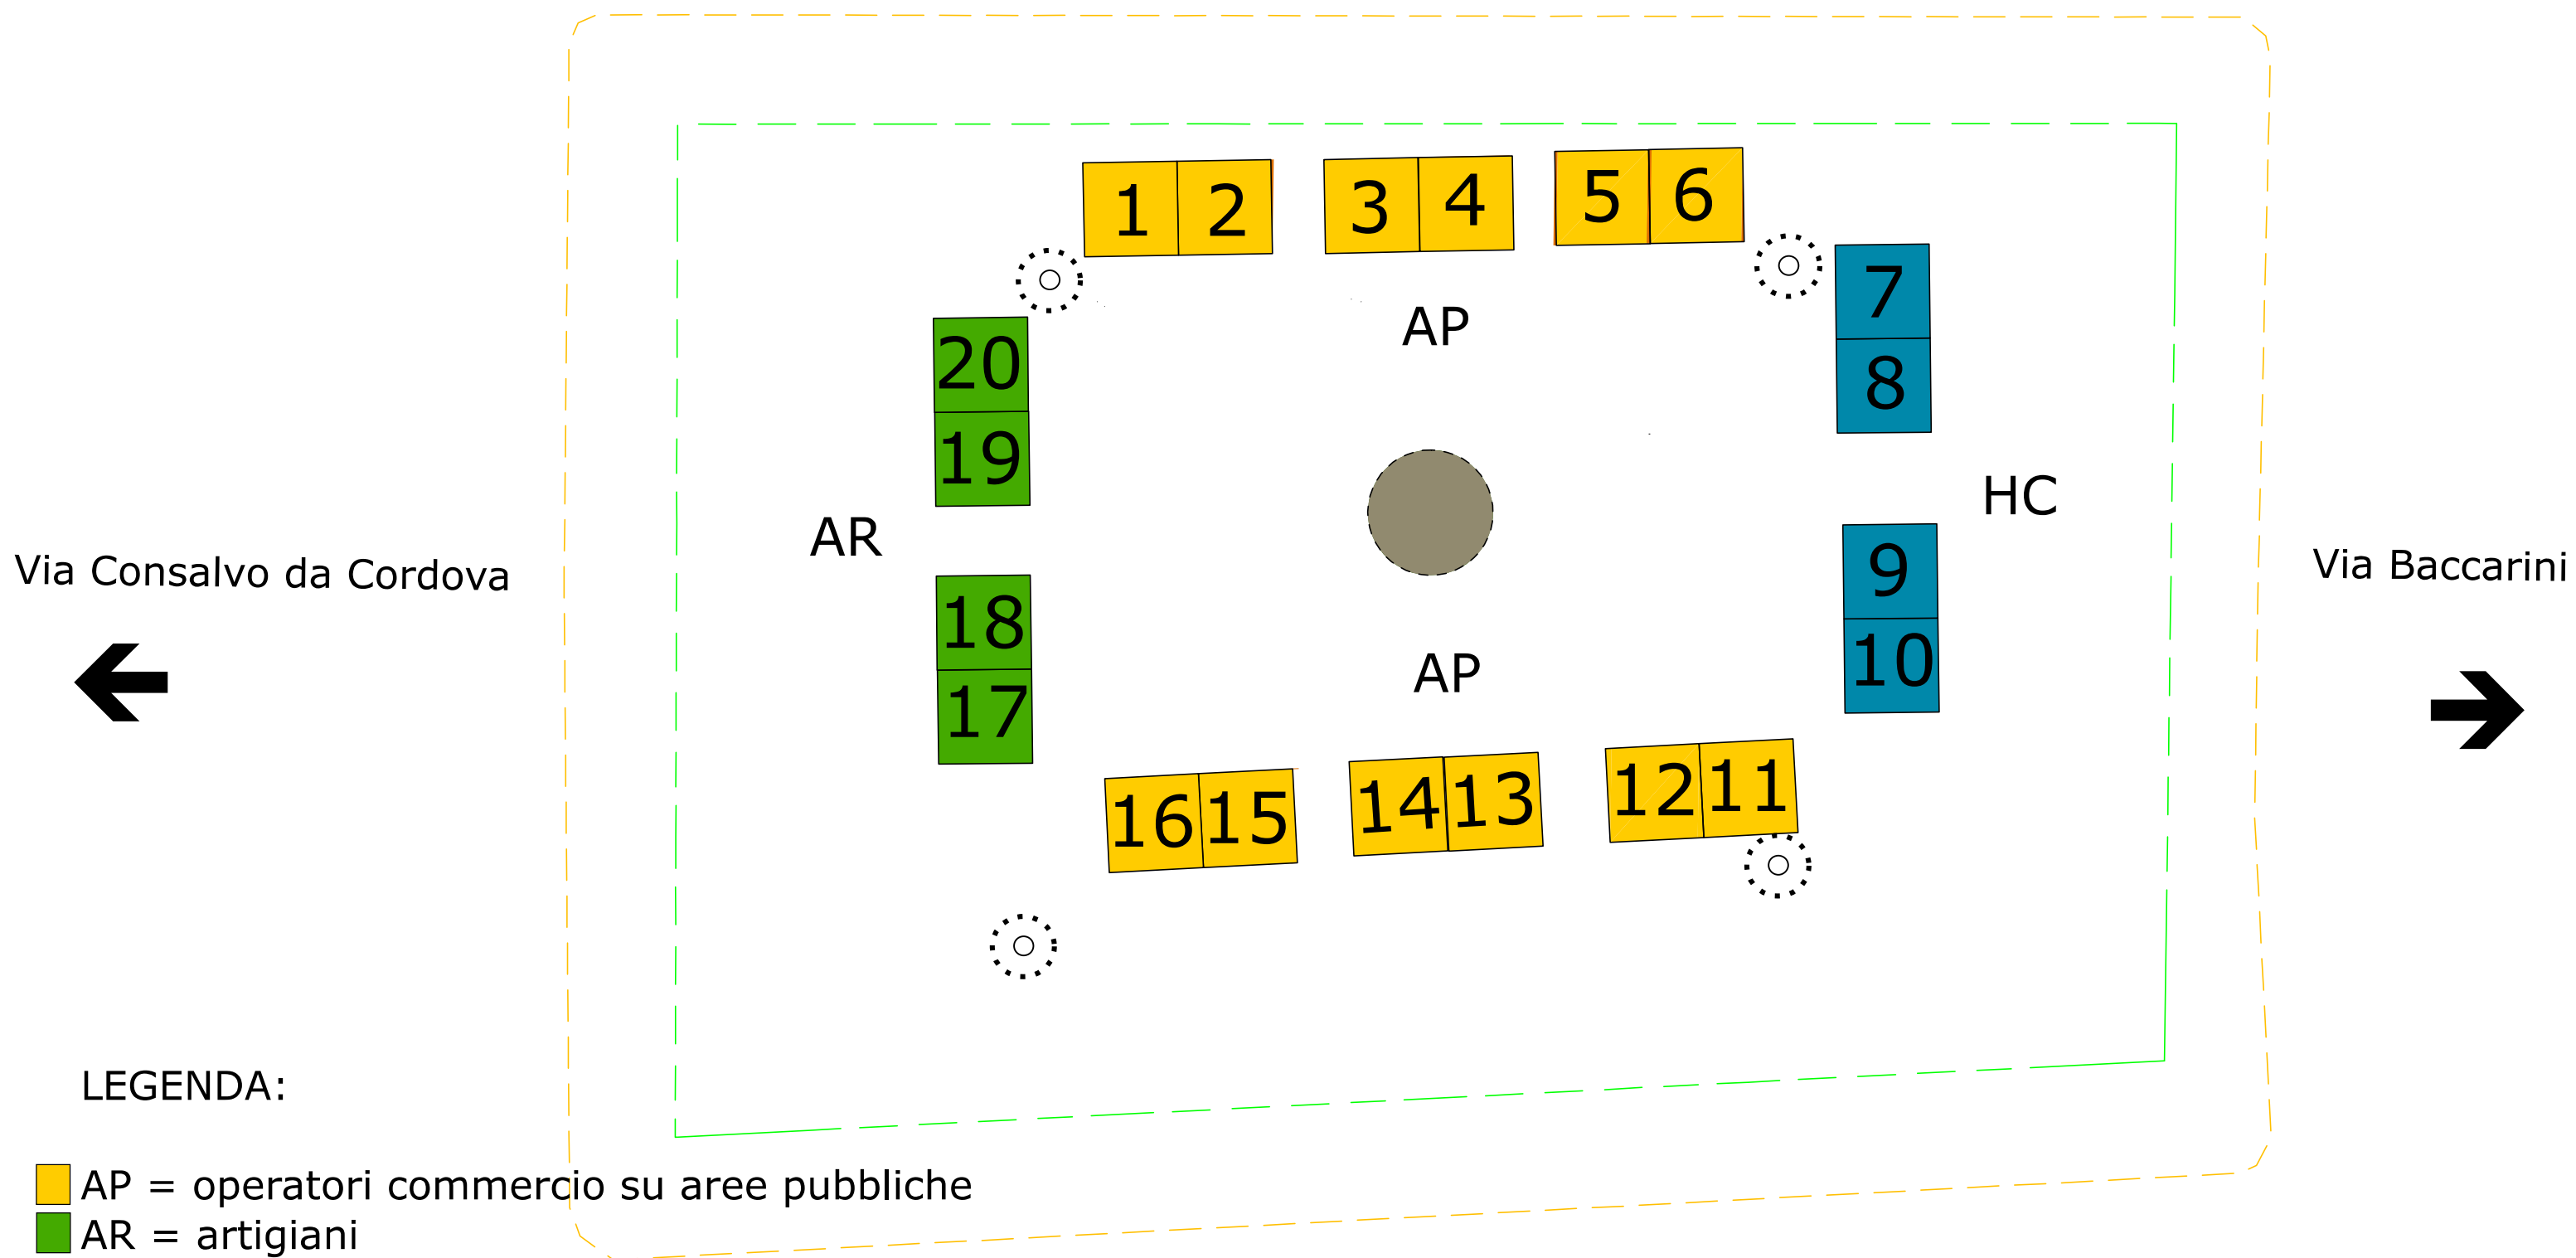 1 2 3 4 5 6
7
8
AP
20
19
HC
AR
Via Consalvo da Cordova
Via Baccarini
9
10
18
17
AP
16 15 14 13 12 11
LEGENDA:
AP = operatori commercio su aree pubbliche
AR = artigiani